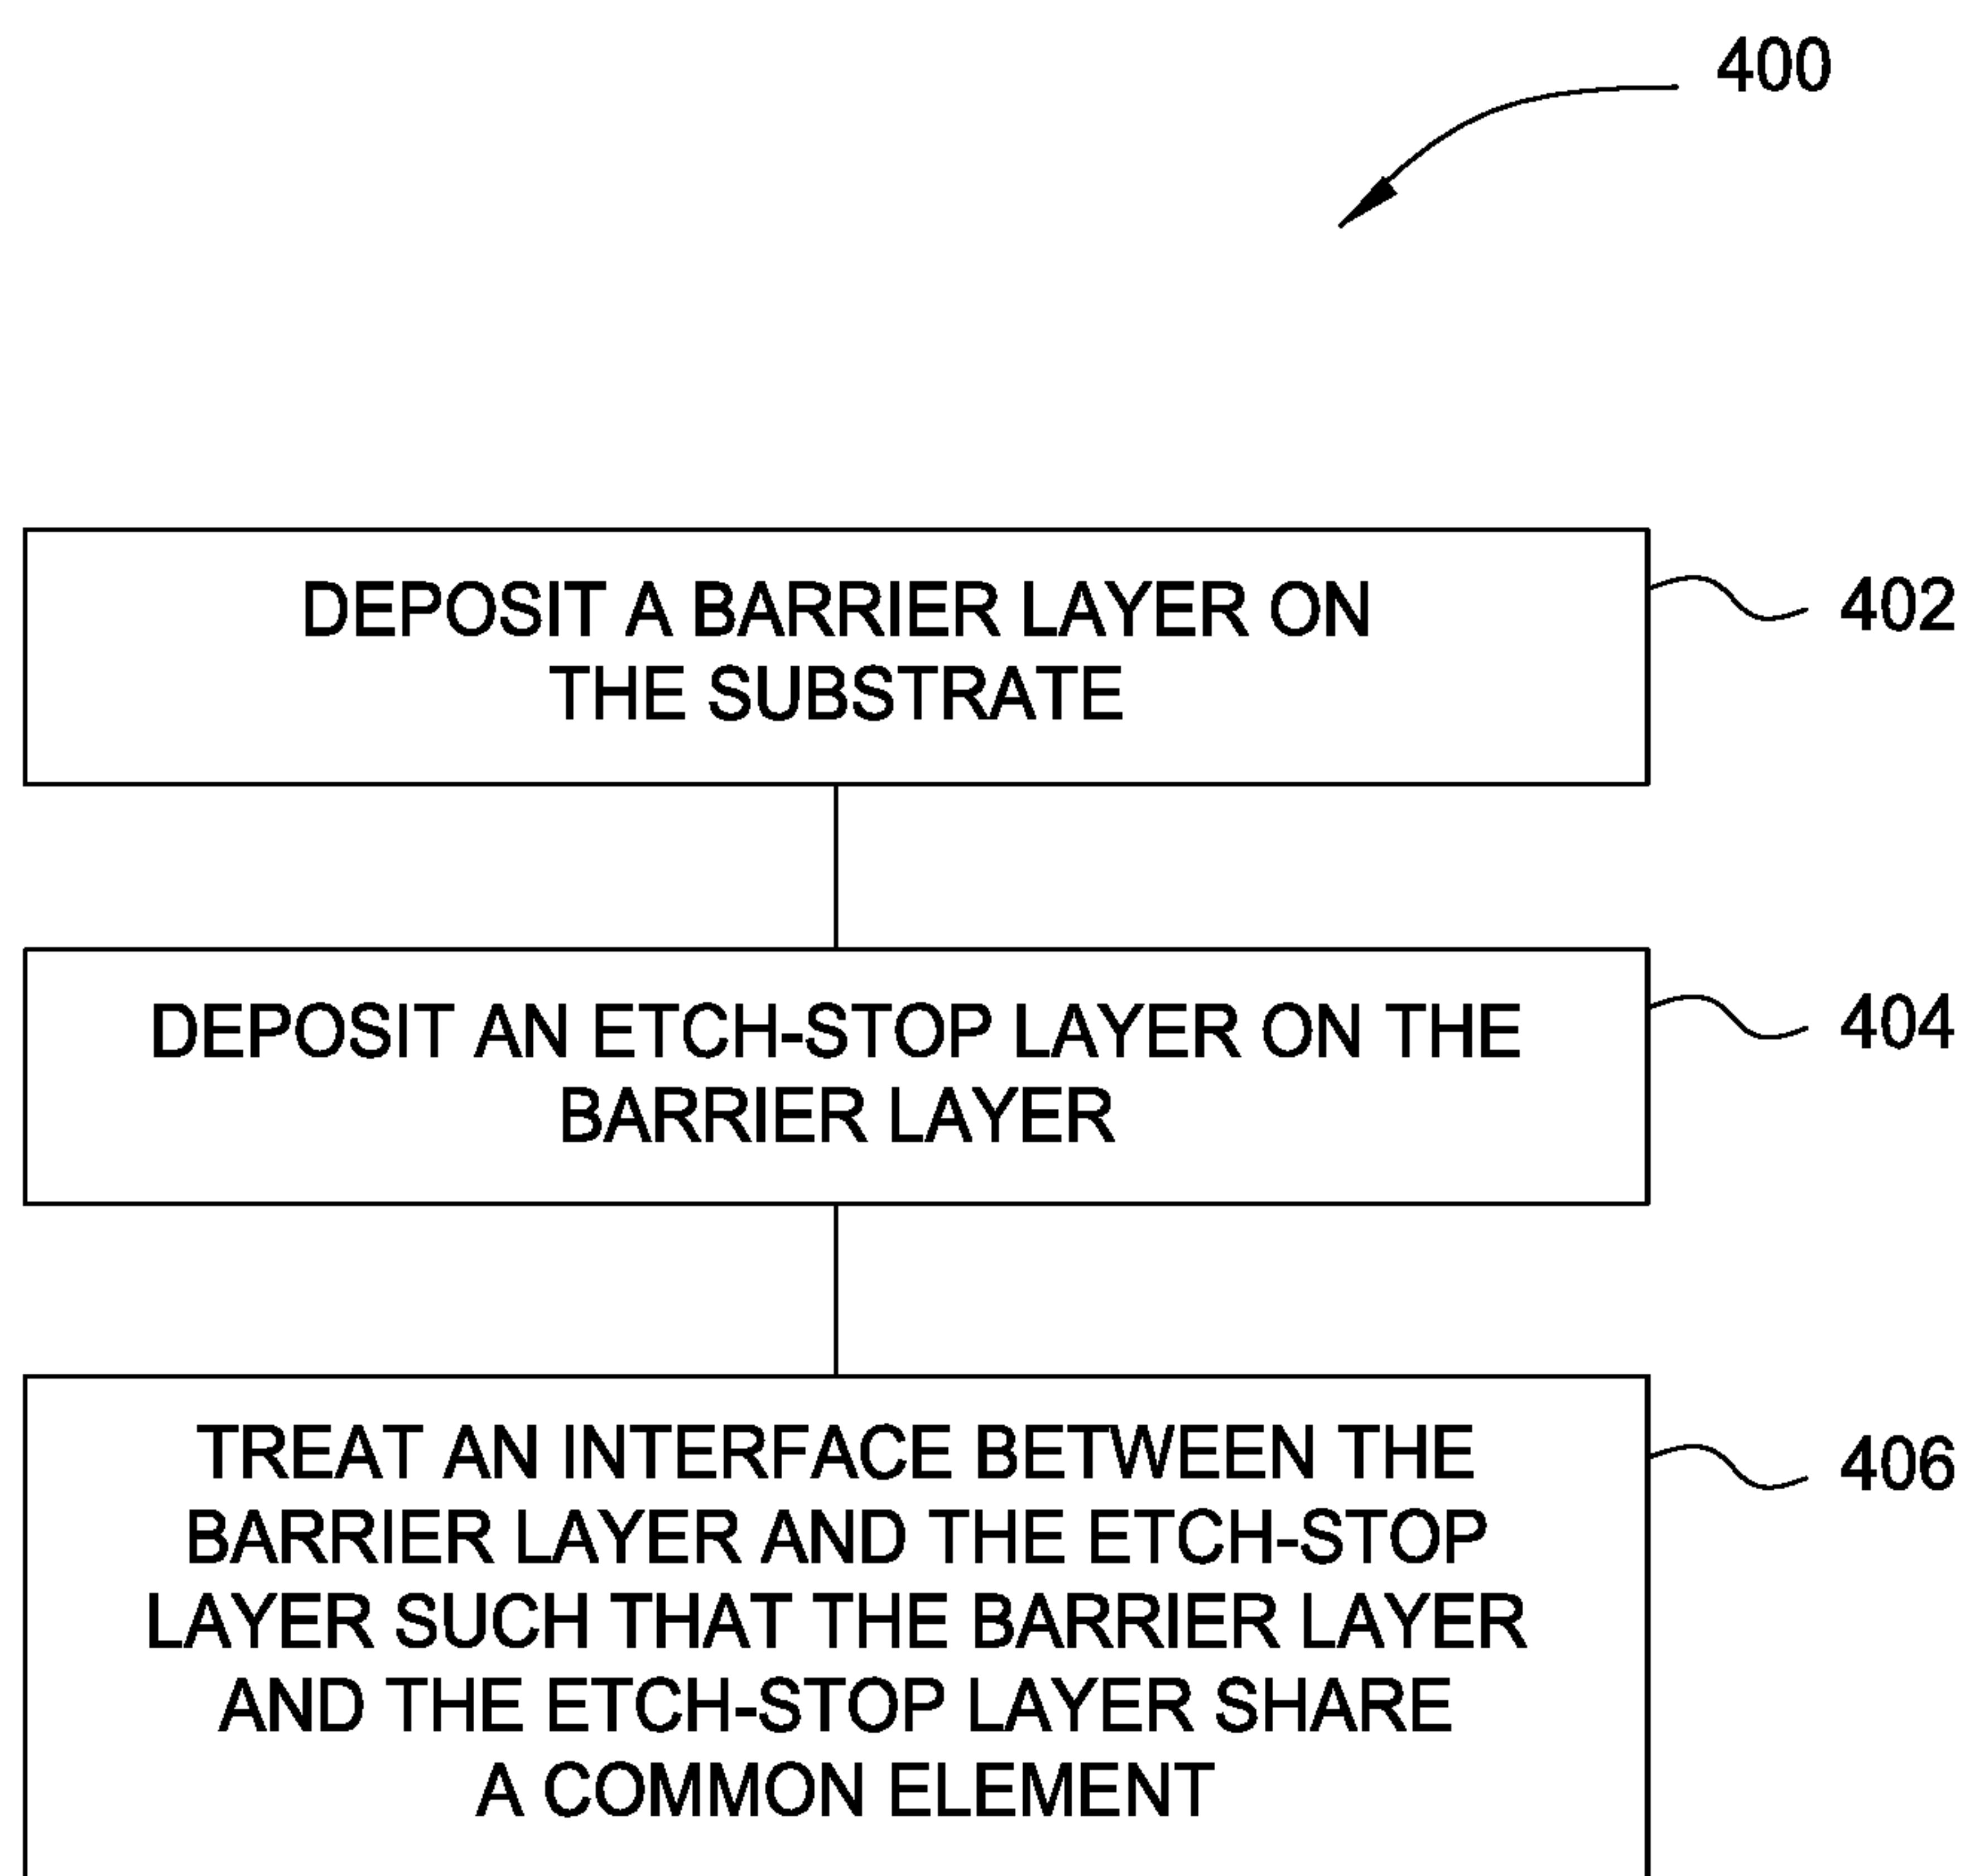 400
DEPOSIT A BARRIER LAYER ON
THE SUBSTRATE
402
DEPOSIT AN ETCH-STOP LAYER ON THE
BARRIER LAYER
404
TREAT AN INTERFACE BETWEEN THE
BARRIER LAYER AND THE ETCH-STOP
LAYER SUCH THAT THE BARRIER LAYER
AND THE ETCH-STOP LAYER SHARE
A COMMON ELEMENT
406